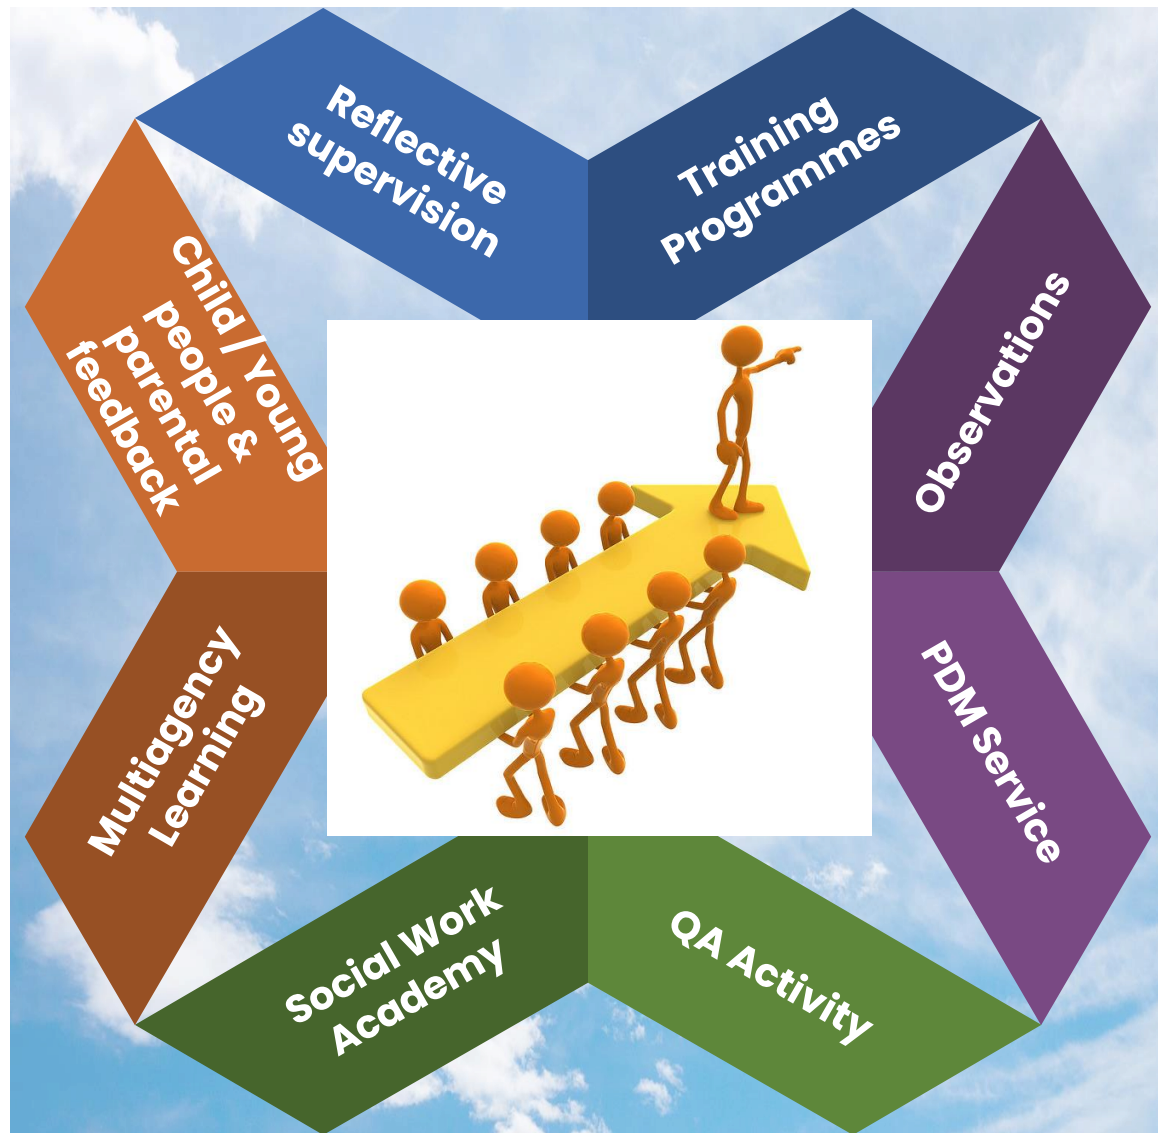 Reflective
supervision
Training
Programmes
Observations
PDM Service
QA Activity
Social Work
Academy
Multiagency
Learning
Child / Young
people &
parental
feedback